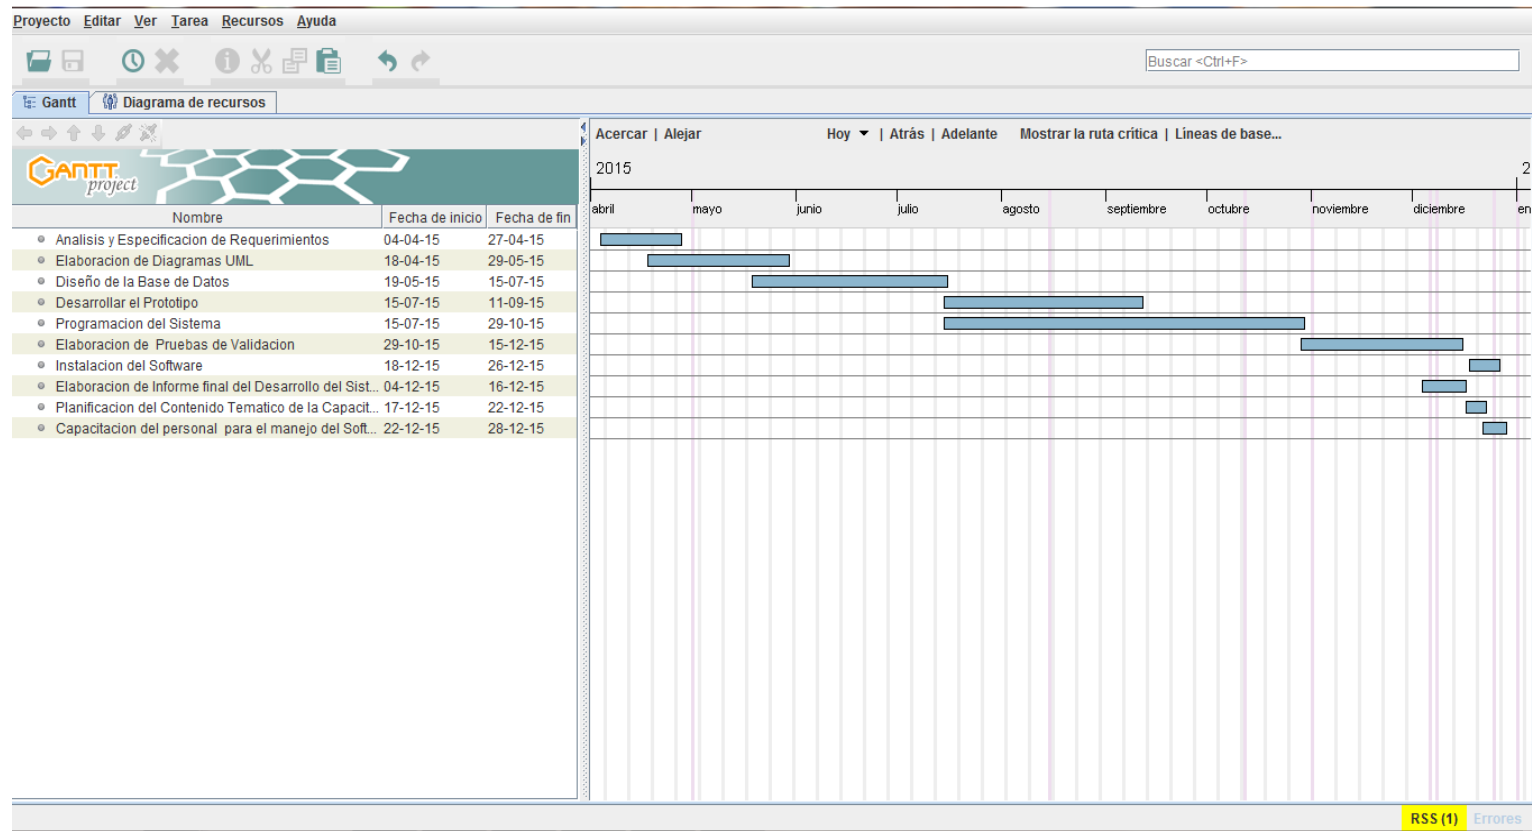 Proyecto Editar Ver Tarea Recursos Ayuda
Buscar <Ctrl+F>
Gantt Diagrama de recursos
Acercar | Alejar Hoy | Atrás | Adelante Mostrar la ruta crítica | Líneas de base...
GANTT project
2015 2
Nombre Fecha de inicio Fecha de fin
abril mayo junio julio agosto septiembre octubre noviembre diciembre en
Analisis y Especificacion de Requerimientos 04-04-15 27-04-15
Elaboracion de Diagramas UML 18-04-15 29-05-15
Diseño de la Base de Datos 19-05-15 15-07-15
Desarrollar el Prototipo 15-07-15 11-09-15
Programacion del Sistema 15-07-15 29-10-15
Elaboracion de Pruebas de Validacion 29-10-15 15-12-15
Instalacion del Software 18-12-15 26-12-15
Elaboracion de Informe final del Desarrollo del Sist... 04-12-15 16-12-15
Planificacion del Contenido Tematico de la Capacit... 17-12-15 22-12-15
Capacitacion del personal para el manejo del Soft... 22-12-15 28-12-15
RSS (1) Errores